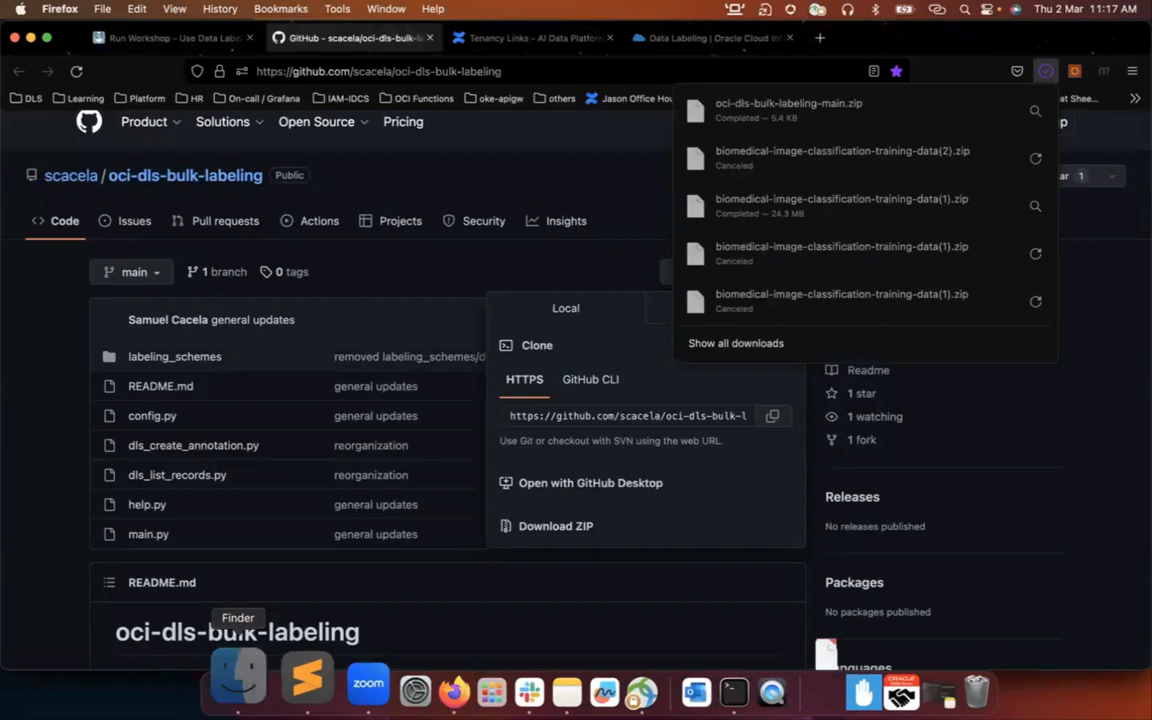 Firefox File Edit View History Bookmarks Tools Window Help Thu 2 Mar 11:17 AM
Run Workshop - Use Data Lab GitHub - scacela/oci-dls-bulk-l Tenancy Links - AI Data Platform Data Labeling | Oracle Cloud In
https://github.com/scacela/oci-dls-bulk-labeling
DLS Learning Platform HR On-call / Grafana IAM-IDCS OCI Functions oke-apigw others Jason Office Hou at Shee...
Product Solutions Open Source Pricing
oci-dls-bulk-labeling-main.zip
Completed — 5.4 KB
biomedical-image-classification-training-data(2).zip
Canceled
biomedical-image-classification-training-data(1).zip
Completed — 24.3 MB
biomedical-image-classification-training-data(1).zip
Canceled
biomedical-image-classification-training-data(1).zip
Canceled
Show all downloads
scacela / oci-dls-bulk-labeling Public
ar 1
Code Issues Pull requests Actions Projects Security Insights
main 1 branch 0 tags
Samuel Cacela general updates
labeling_schemes removed labeling_schemes/d
README.md general updates
config.py general updates
dls_create_annotation.py reorganization
dls_list_records.py reorganization
help.py general updates
main.py general updates
Local
Clone
HTTPS GitHub CLI
https://github.com/scacela/oci-dls-bulk-l
Use Git or checkout with SVN using the web URL.
Open with GitHub Desktop
Download ZIP
Readme
1 star
1 watching
1 fork
Releases
No releases published
Packages
No packages published
Languages
README.md
oci-dls-bulk-labeling
Finder
zoom
ORACLE